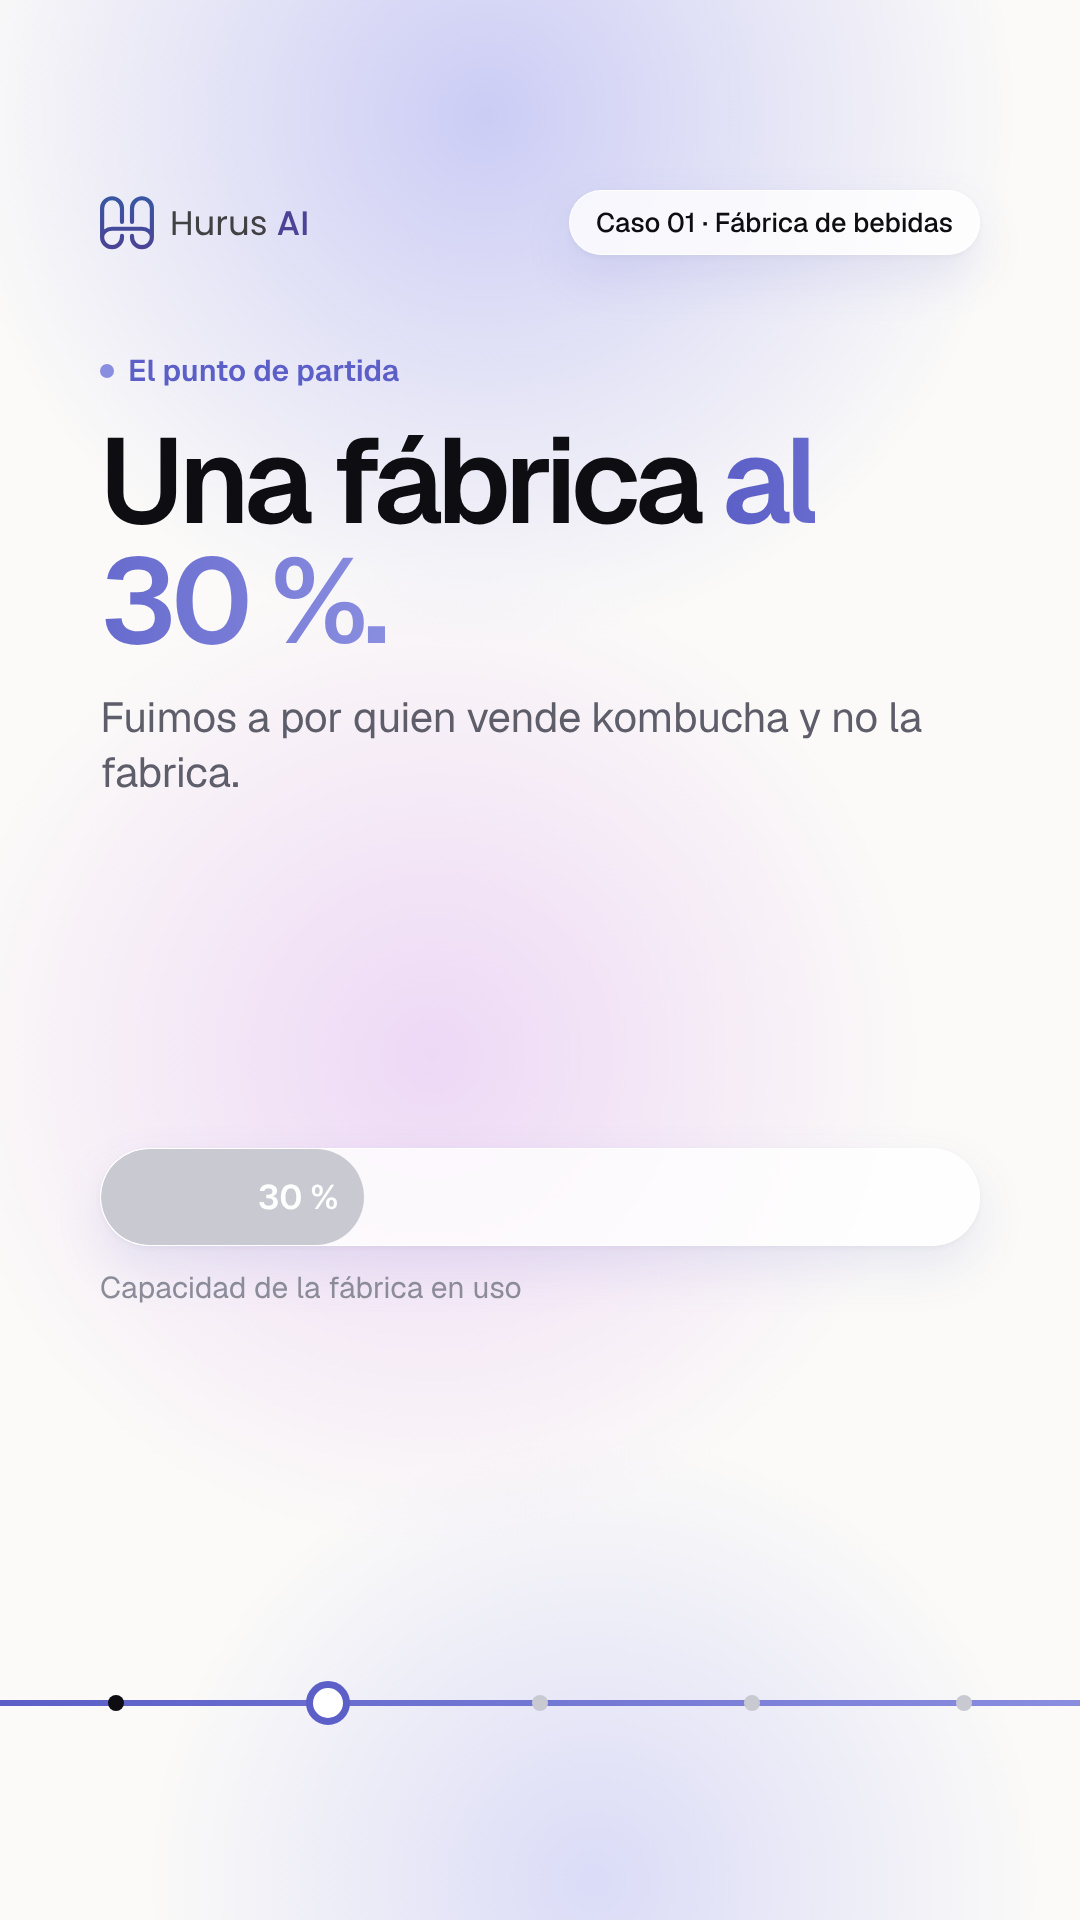 Hurus AI
Caso 01 · Fábrica de bebidas
El punto de partida
Una fábrica al
30 %.
Fuimos a por quien vende kombucha y no la
fabrica.
30 %
Capacidad de la fábrica en uso